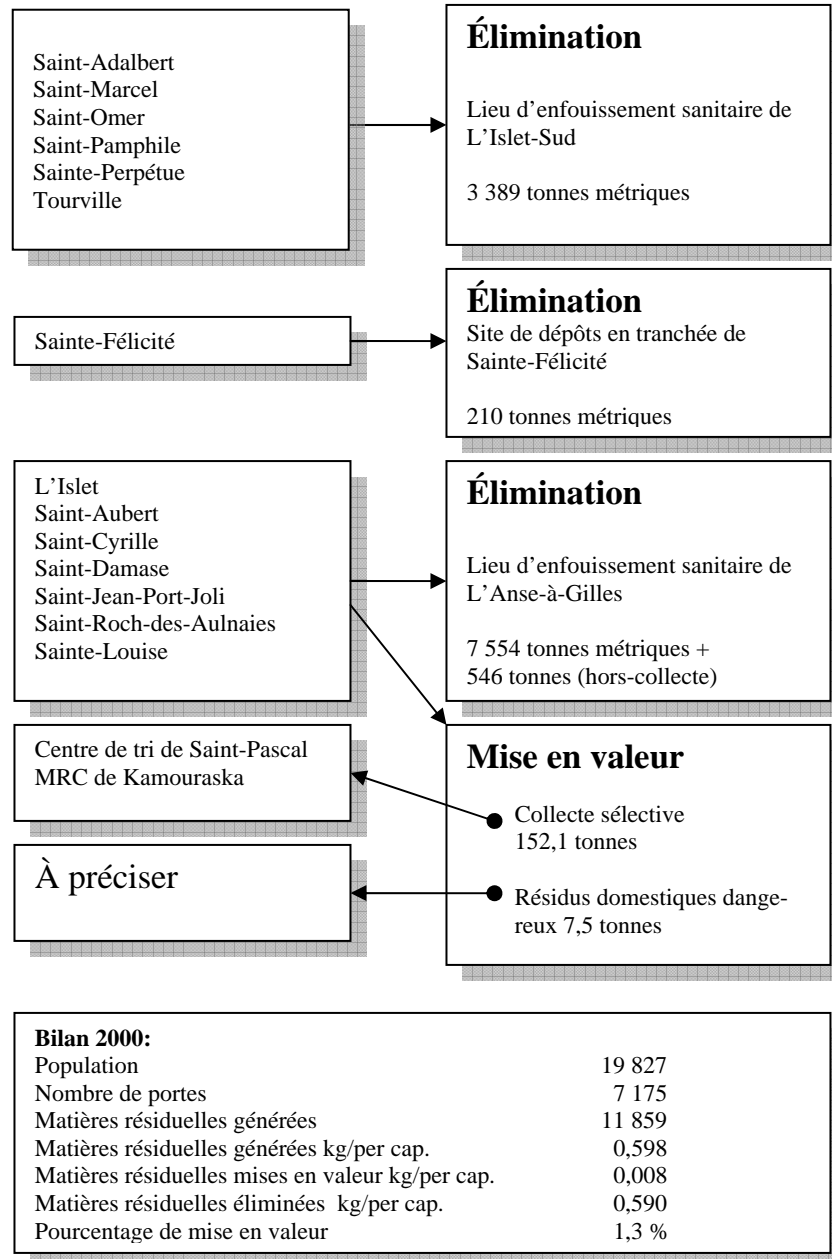 Saint-Adalbert
Saint-Marcel
Saint-Omer
Saint-Pamphile
Sainte-Perpétue
Tourville
Élimination
Lieu d'enfouissement sanitaire de
L'Islet-Sud
3 389 tonnes métriques
Sainte-Félicité
Élimination
Site de dépôts en tranchée de
Sainte-Félicité
210 tonnes métriques
L'Islet
Saint-Aubert
Saint-Cyrille
Saint-Damase
Saint-Jean-Port-Joli
Saint-Roch-des-Aulnaies
Sainte-Louise
Élimination
Lieu d'enfouissement sanitaire de
L'Anse-à-Gilles
7 554 tonnes métriques +
546 tonnes (hors-collecte)
Centre de tri de Saint-Pascal
MRC de Kamouraska
À préciser
Mise en valeur
Collecte sélective
152,1 tonnes
Résidus domestiques dange-
reux 7,5 tonnes
Bilan 2000:
Population 19 827
Nombre de portes 7 175
Matières résiduelles générées 11 859
Matières résiduelles générées kg/per cap. 0,598
Matières résiduelles mises en valeur kg/per cap. 0,008
Matières résiduelles éliminées kg/per cap. 0,590
Pourcentage de mise en valeur 1,3 %